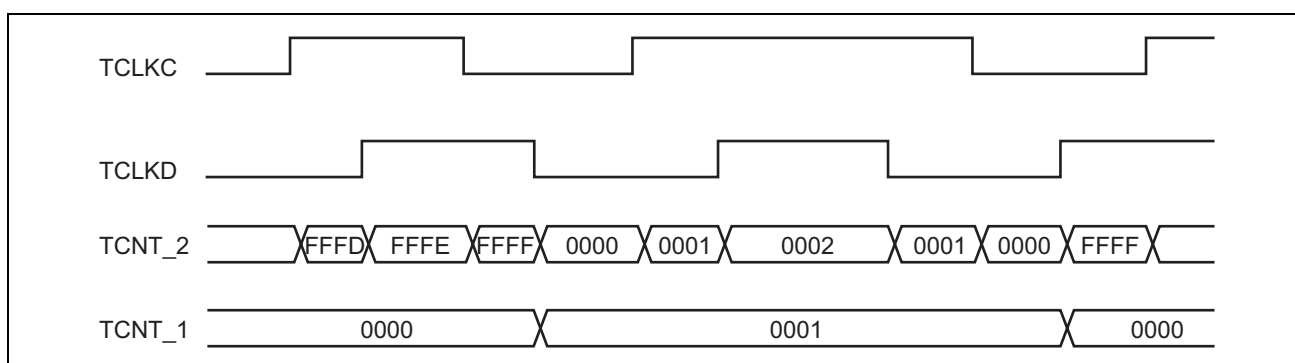 TCLKC
TCLKD
TCNT_2 FFFD FFFE FFFF 0000 0001 0002 0001 0000 FFFF
TCNT_1 0000 0001 0000